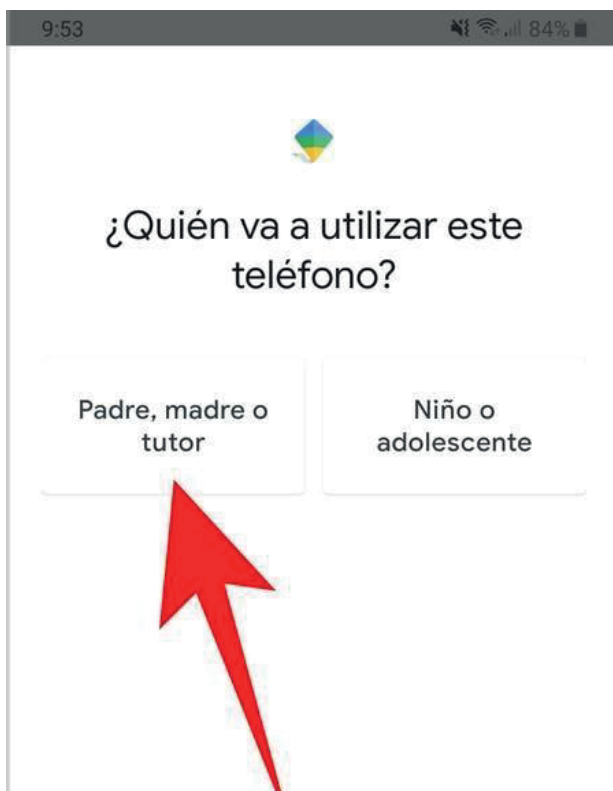 9:53 84%
¿Quién va a utilizar este
teléfono?
Padre, madre o
tutor
Niño o
adolescente